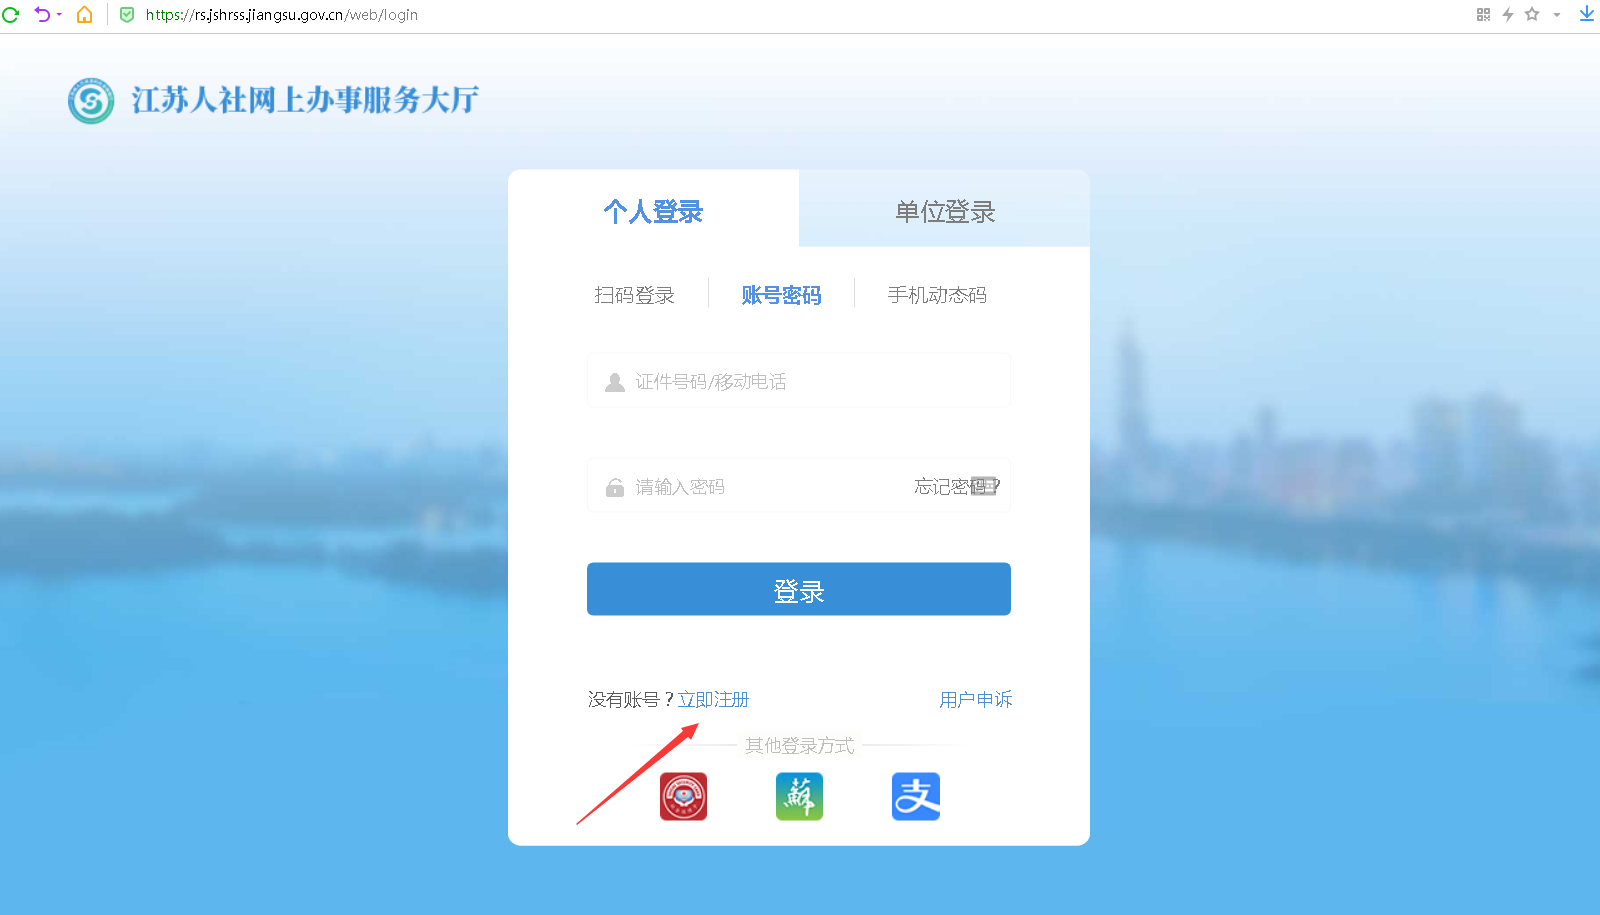 https://rs.jshrss.jiangsu.gov.cn/web/login
江苏人社网上办事服务大厅
个人登录
单位登录
扫码登录
账号密码
手机动态码
证件号码/移动电话
请输入密码
忘记密码？
登录
没有账号？立即注册
用户申诉
其他登录方式
蘇
支